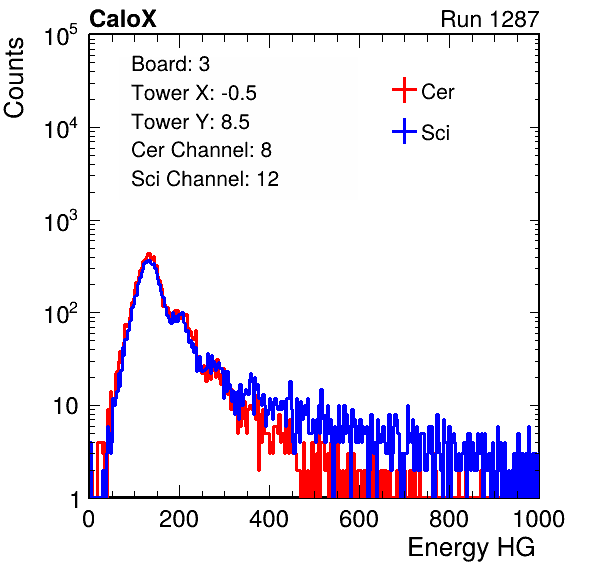 CaloX Run 1287
Counts
10^5
10^4
10^3
10^2
10
1
Board: 3
Tower X: -0.5
Tower Y: 8.5
Cer Channel: 8
Sci Channel: 12
Cer
Sci
0 200 400 600 800 1000
Energy HG